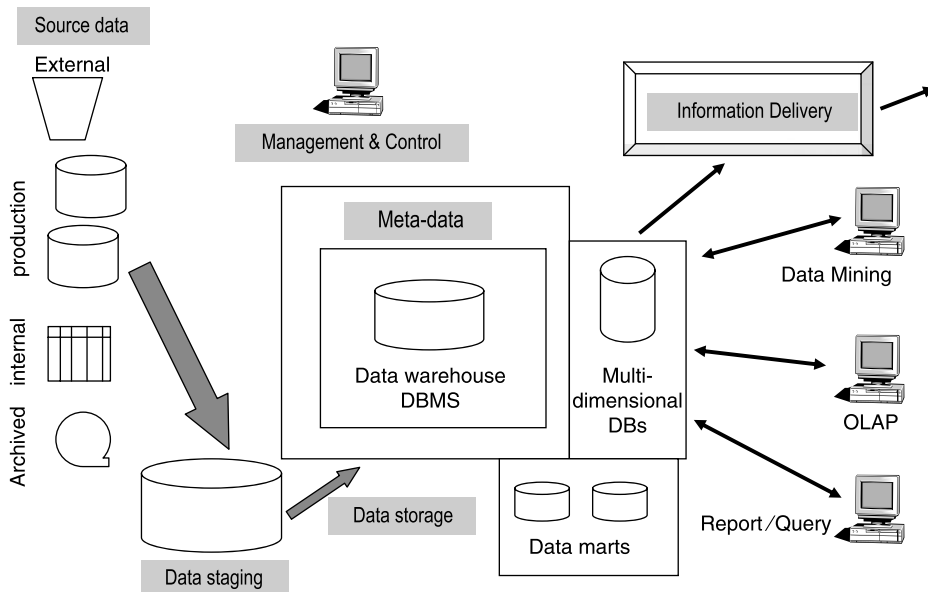 Source data
External
production
internal
Archived
Data staging
Management & Control
Meta-data
Data warehouse
DBMS
Data storage
Multi-
dimensional
DBs
Data marts
Information Delivery
Data Mining
OLAP
Report/Query